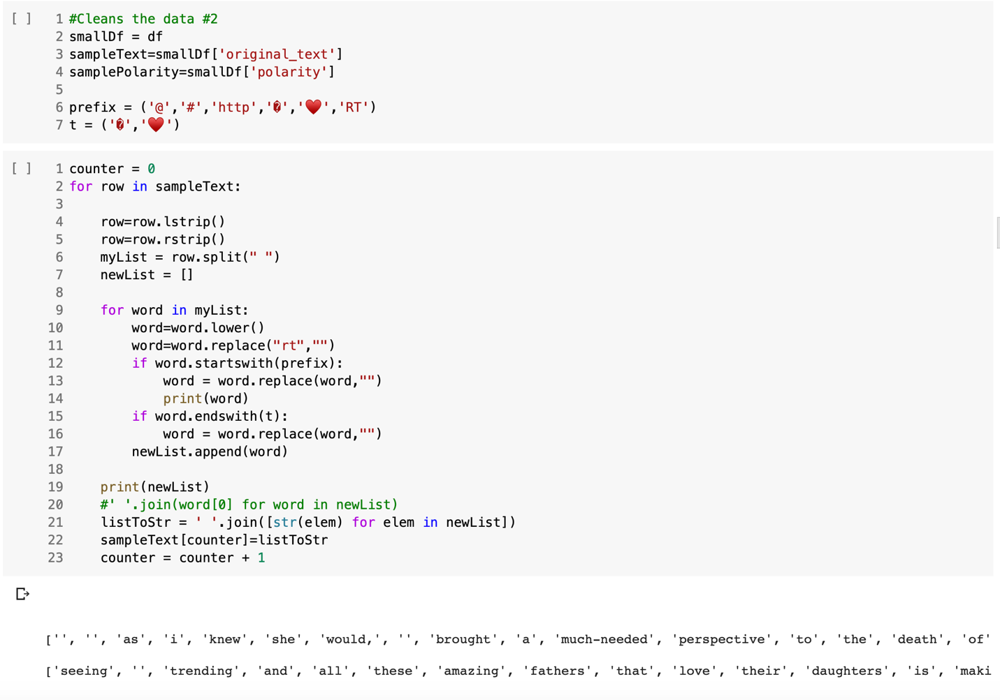 [ ] 1 #Cleans the data #2
2 smallDf = df
3 sampleText=smallDf['original_text']
4 samplePolarity=smallDf['polarity']
5
6 prefix = ('@','#','http','�','♥','RT')
7 t = ('�','♥')
[ ] 1 counter = 0
2 for row in sampleText:
3
4     row=row.lstrip()
5     row=row.rstrip()
6     myList = row.split(" ")
7     newList = []
8
9     for word in myList:
10         word=word.lower()
11         word=word.replace("rt","")
12         if word.startswith(prefix):
13             word = word.replace(word,"")
14             print(word)
15         if word.endswith(t):
16             word = word.replace(word,"")
17         newList.append(word)
18
19     print(newList)
20     #' '.join(word[0] for word in newList)
21     listToStr = ' '.join([str(elem) for elem in newList])
22     sampleText[counter]=listToStr
23     counter = counter + 1
['', '', 'as', 'i', 'knew', 'she', 'would,', '', 'brought', 'a', 'much-needed', 'perspective', 'to', 'the', 'death', 'of'
['seeing', '', 'trending', 'and', 'all', 'these', 'amazing', 'fathers', 'that', 'love', 'their', 'daughters', 'is', 'maki